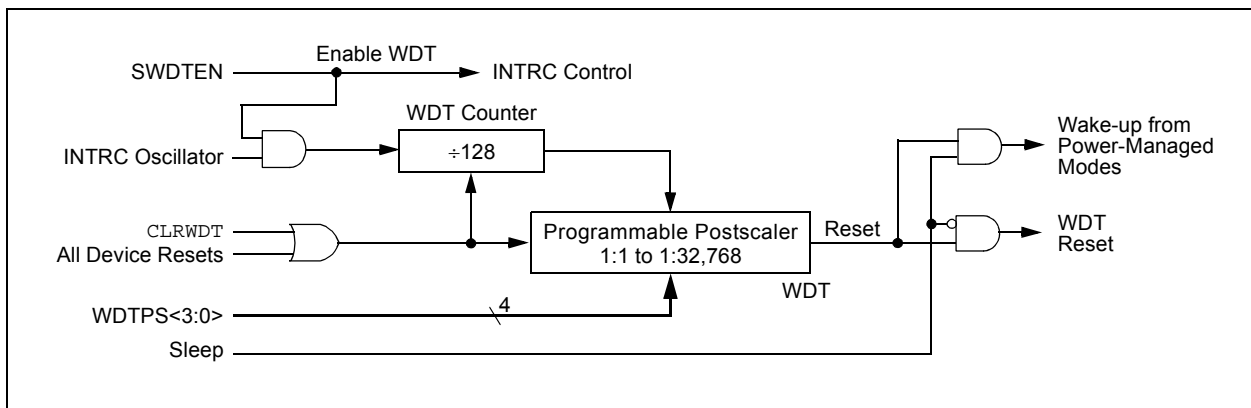 Enable WDT
SWDTEN
INTRC Control
WDT Counter
INTRC Oscillator
÷128
Wake-up from
Power-Managed
Modes
CLRWDT
All Device Resets
Programmable Postscaler
1:1 to 1:32,768
Reset
WDT
Reset
WDT
WDTPS<3:0>
4
Sleep